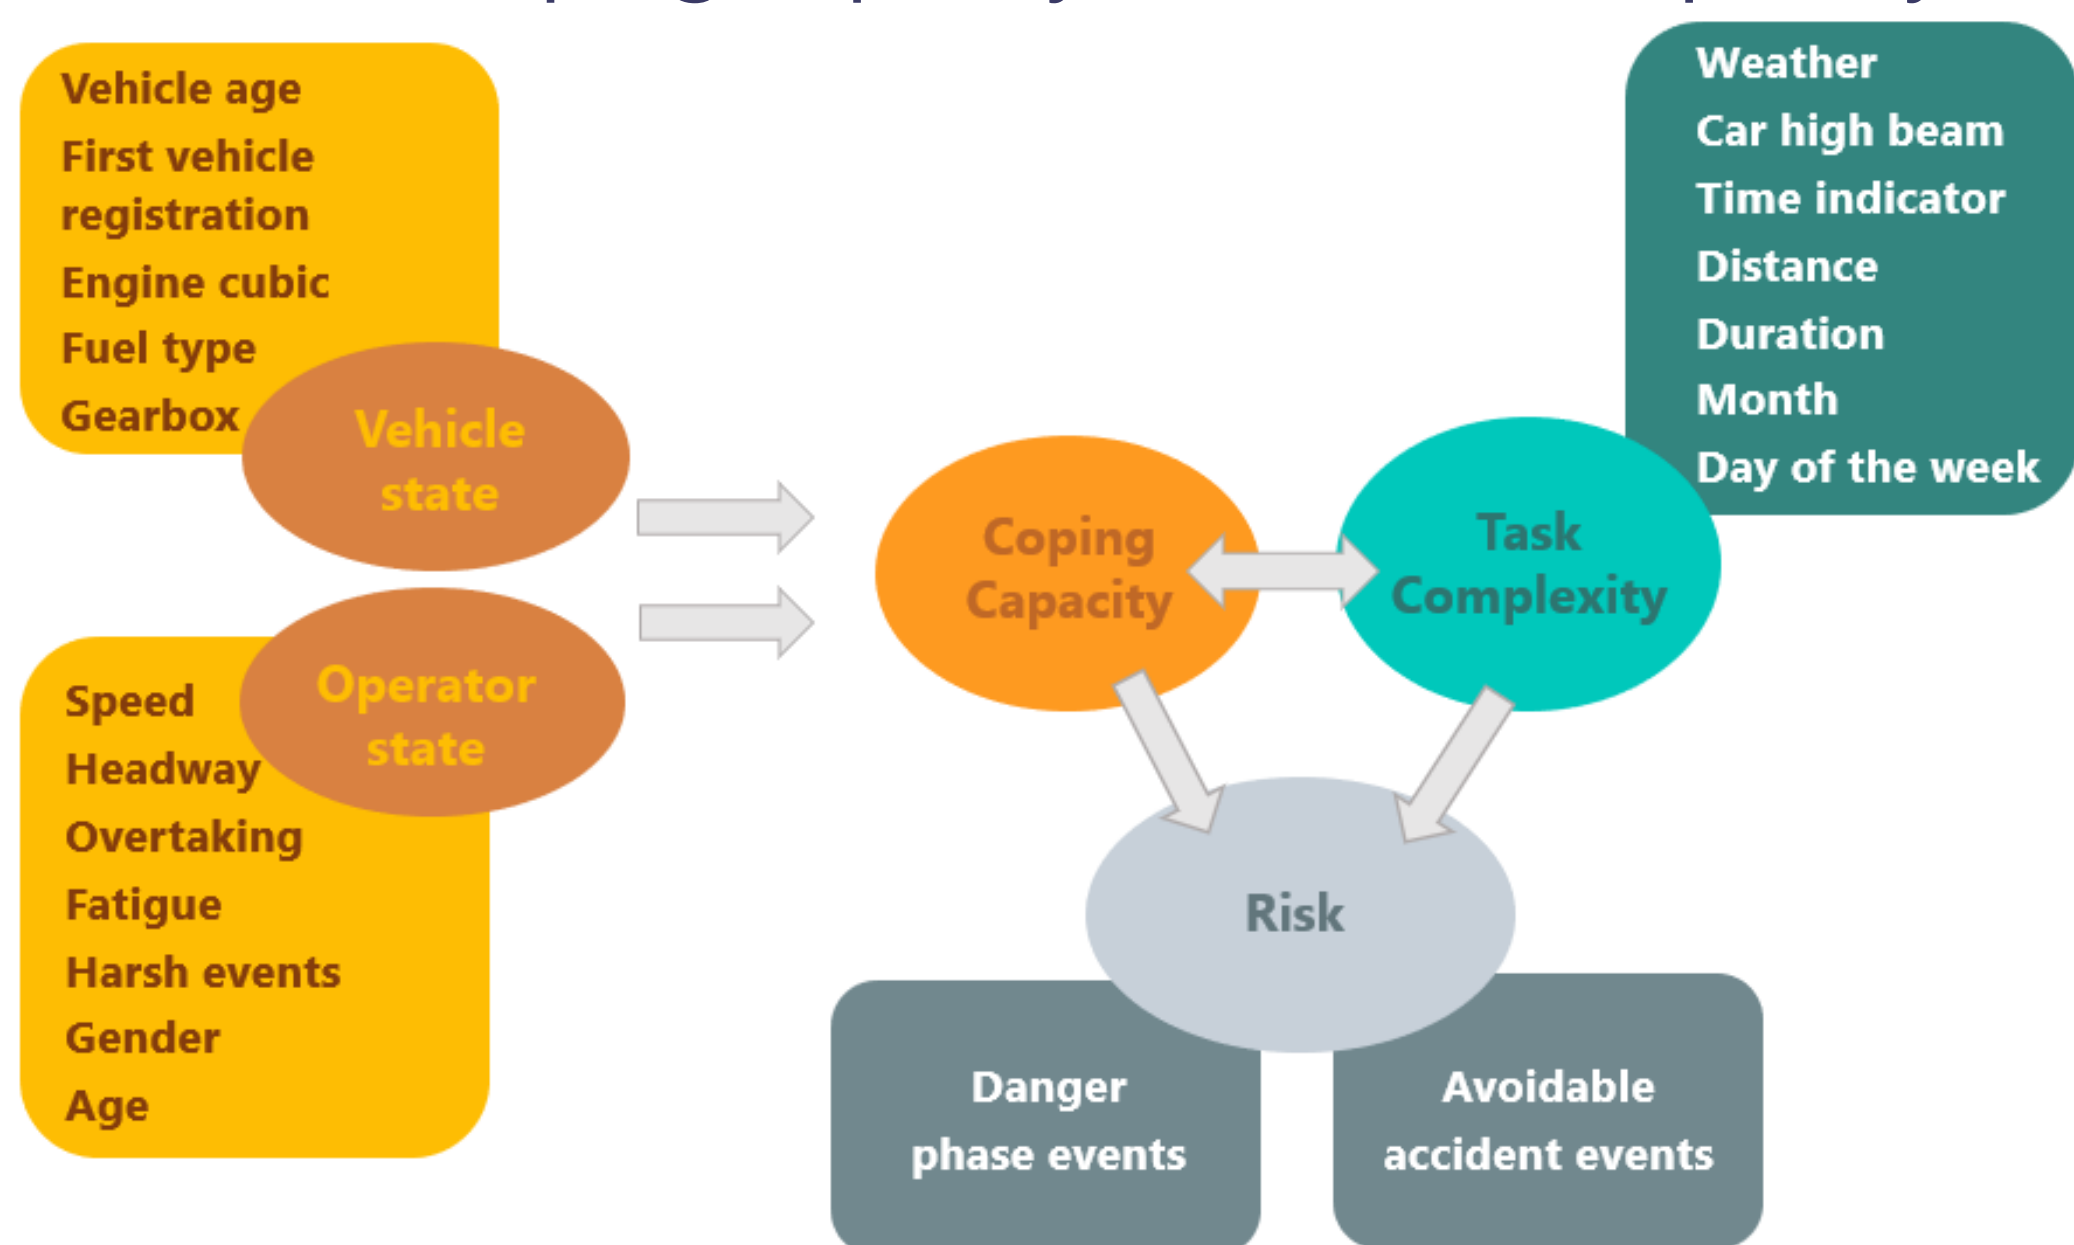 Vehicle age
First vehicle
registration
Engine cubic
Fuel type
Gearbox
Vehicle
state
Operator
state
Speed
Headway
Overtaking
Fatigue
Harsh events
Gender
Age
Coping
Capacity
Task
Complexity
Weather
Car high beam
Time indicator
Distance
Duration
Month
Day of the week
Risk
Danger
phase events
Avoidable
accident events